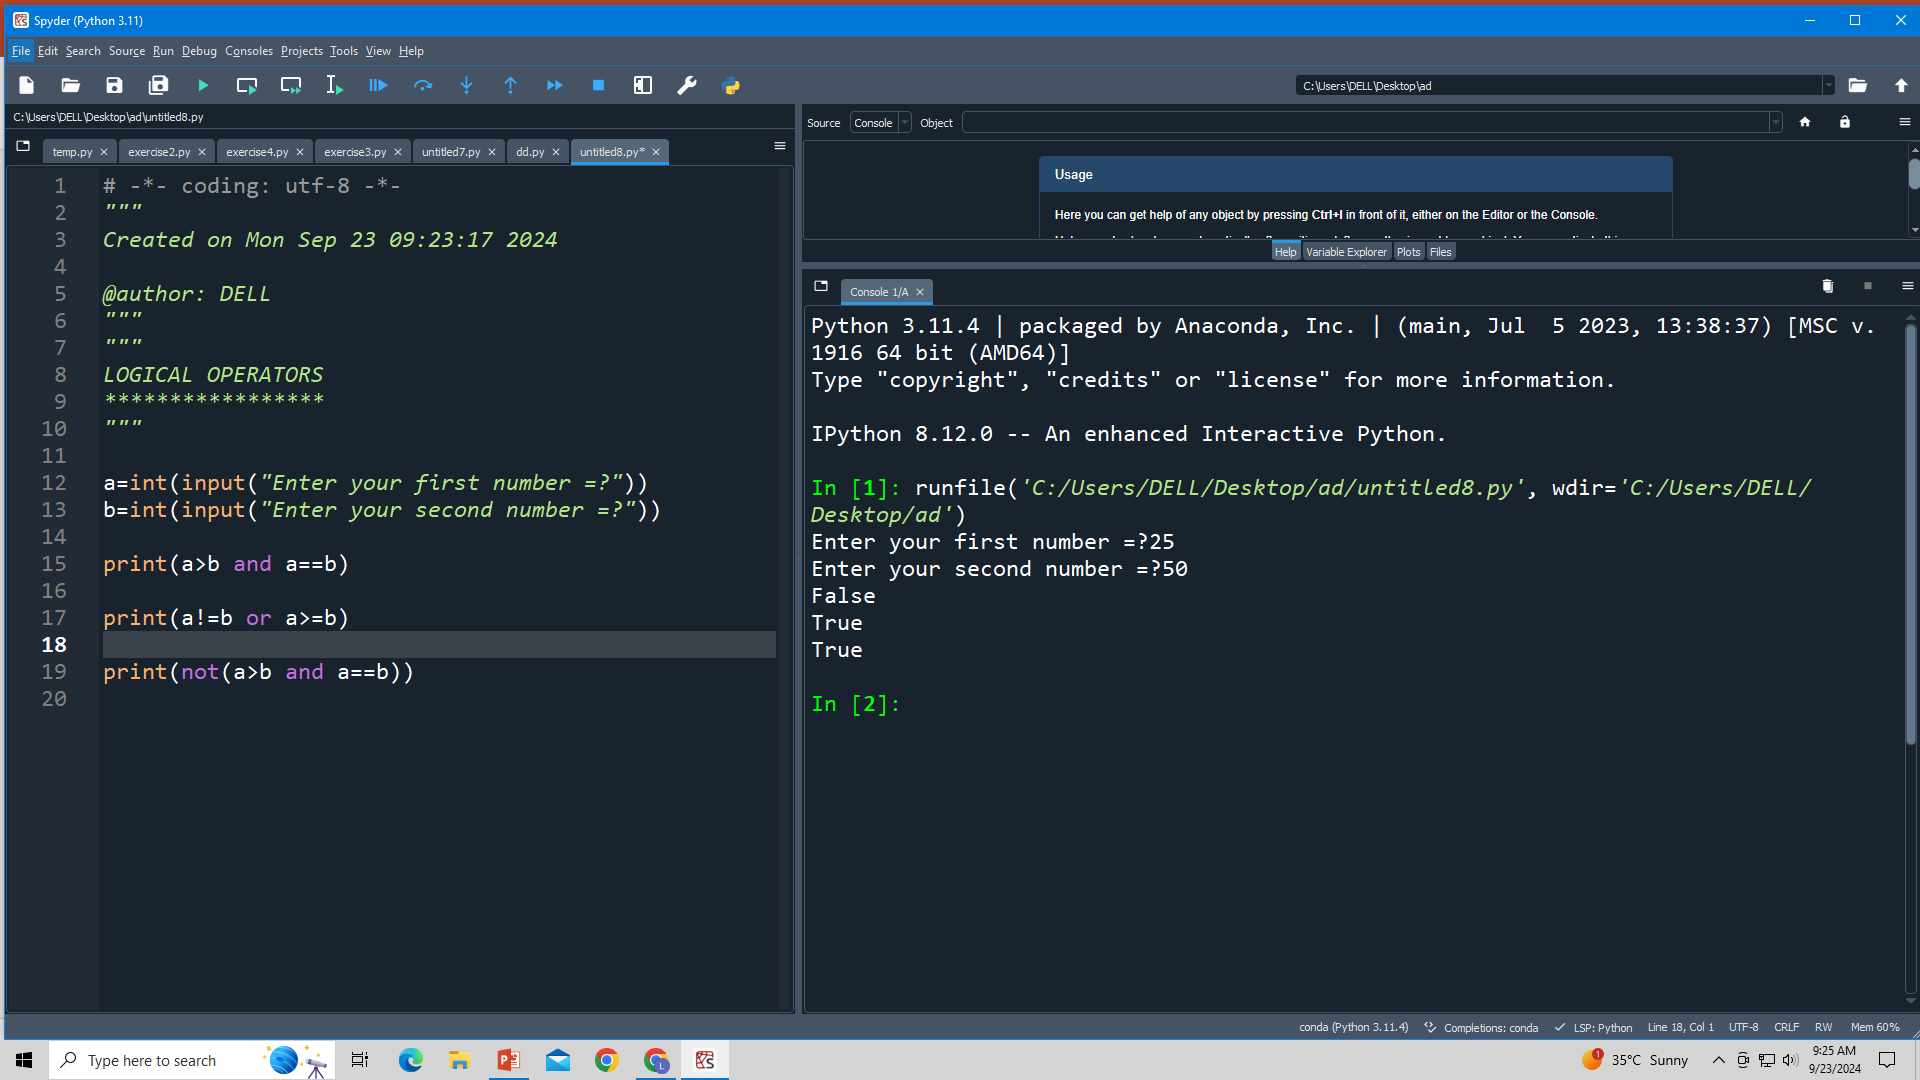 Spyder (Python 3.11)
File Edit Search Source Run Debug Consoles Projects Tools View Help
C:\Users\DELL\Desktop\ad
C:\Users\DELL\Desktop\ad\untitled8.py
temp.py exercise2.py exercise4.py exercise3.py untitled7.py dd.py untitled8.py*
1 # -*- coding: utf-8 -*-
2 """
3 Created on Mon Sep 23 09:23:17 2024
4
5 @author: DELL
6 """
7 """
8 LOGICAL OPERATORS
9 *****************
10 """
11
12 a=int(input("Enter your first number =?"))
13 b=int(input("Enter your second number =?"))
14
15 print(a>b and a==b)
16
17 print(a!=b or a>=b)
18
19 print(not(a>b and a==b))
20
Source Console Object
Usage
Here you can get help of any object by pressing Ctrl+I in front of it, either on the Editor or the Console.
Help Variable Explorer Plots Files
Console 1/A
Python 3.11.4 | packaged by Anaconda, Inc. | (main, Jul  5 2023, 13:38:37) [MSC v.
1916 64 bit (AMD64)]
Type "copyright", "credits" or "license" for more information.
IPython 8.12.0 -- An enhanced Interactive Python.
In [1]: runfile('C:/Users/DELL/Desktop/ad/untitled8.py', wdir='C:/Users/DELL/
Desktop/ad')
Enter your first number =?25
Enter your second number =?50
False
True
True
In [2]:
conda (Python 3.11.4) Completions: conda LSP: Python Line 18, Col 1 UTF-8 CRLF RW Mem 60%
Type here to search
1 35°C Sunny
9:25 AM
9/23/2024